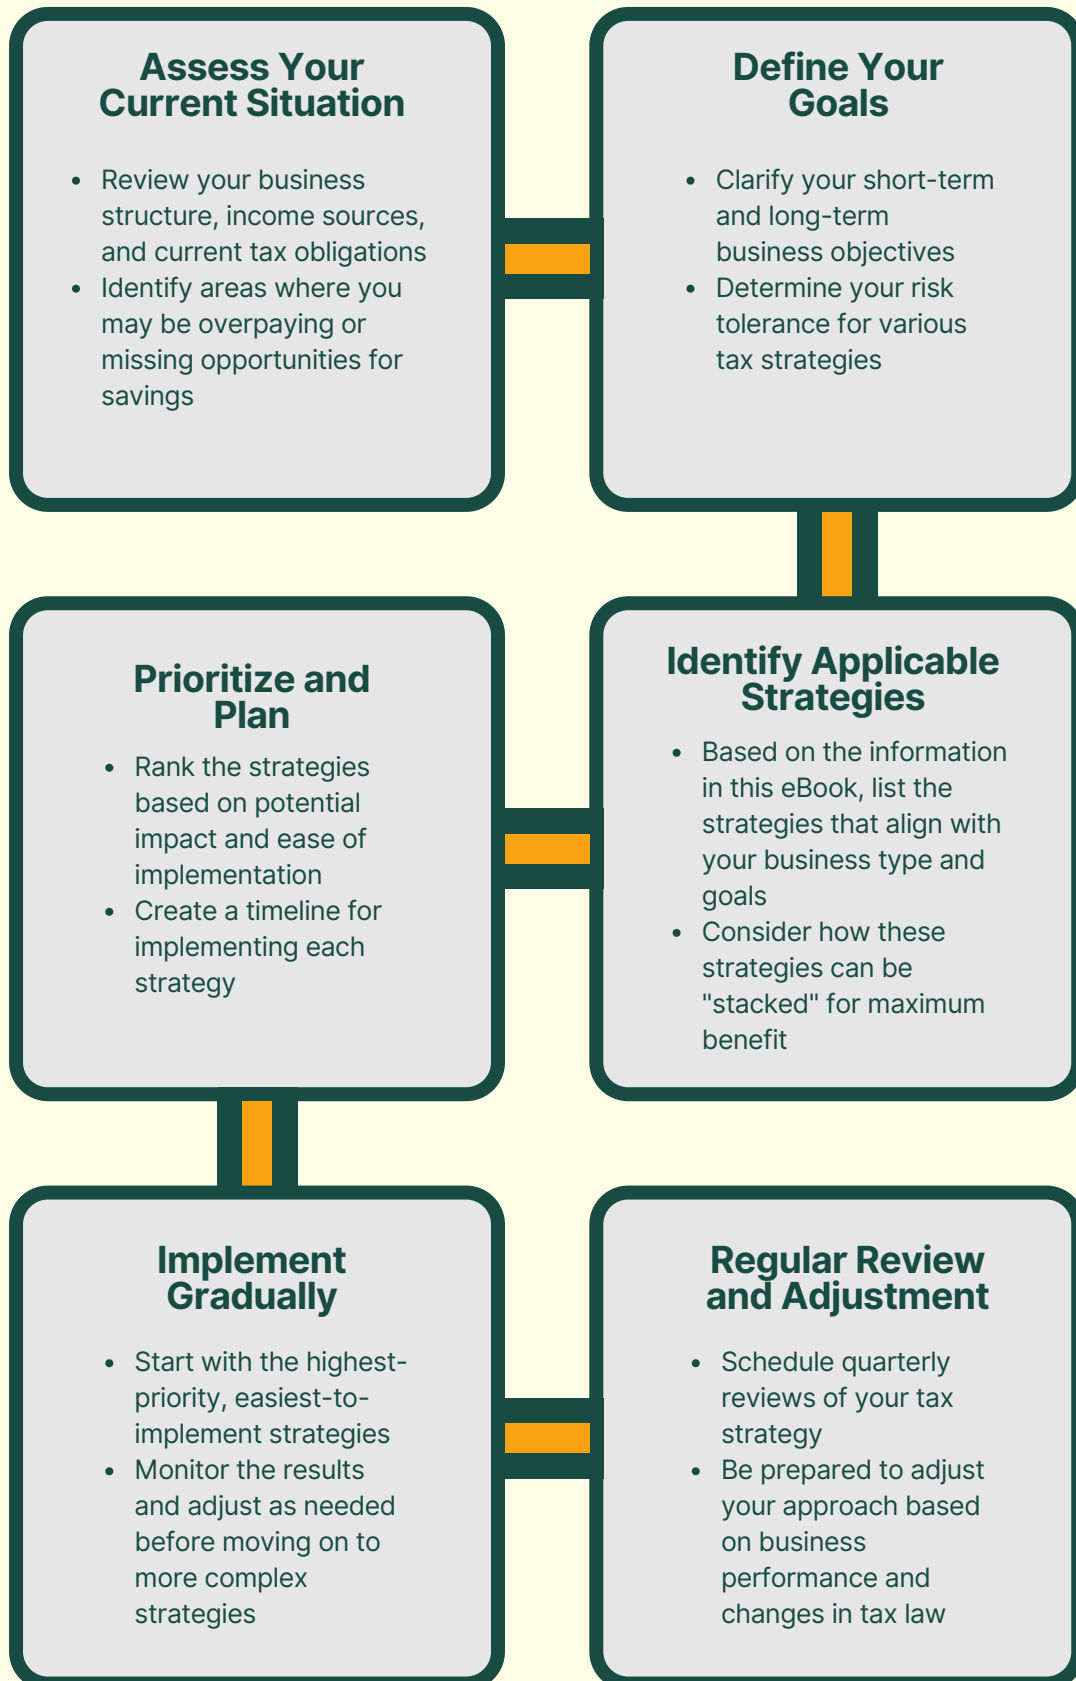 Assess Your
Current Situation
• Review your business
structure, income sources,
and current tax obligations
• Identify areas where you
may be overpaying or
missing opportunities for
savings
Define Your
Goals
• Clarify your short-term
and long-term
business objectives
• Determine your risk
tolerance for various
tax strategies
Identify Applicable
Strategies
• Based on the information
in this eBook, list the
strategies that align with
your business type and
goals
• Consider how these
strategies can be
"stacked" for maximum
benefit
Prioritize and
Plan
• Rank the strategies
based on potential
impact and ease of
implementation
• Create a timeline for
implementing each
strategy
Implement
Gradually
• Start with the highest-
priority, easiest-to-
implement strategies
• Monitor the results
and adjust as needed
before moving on to
more complex
strategies
Regular Review
and Adjustment
• Schedule quarterly
reviews of your tax
strategy
• Be prepared to adjust
your approach based
on business
performance and
changes in tax law